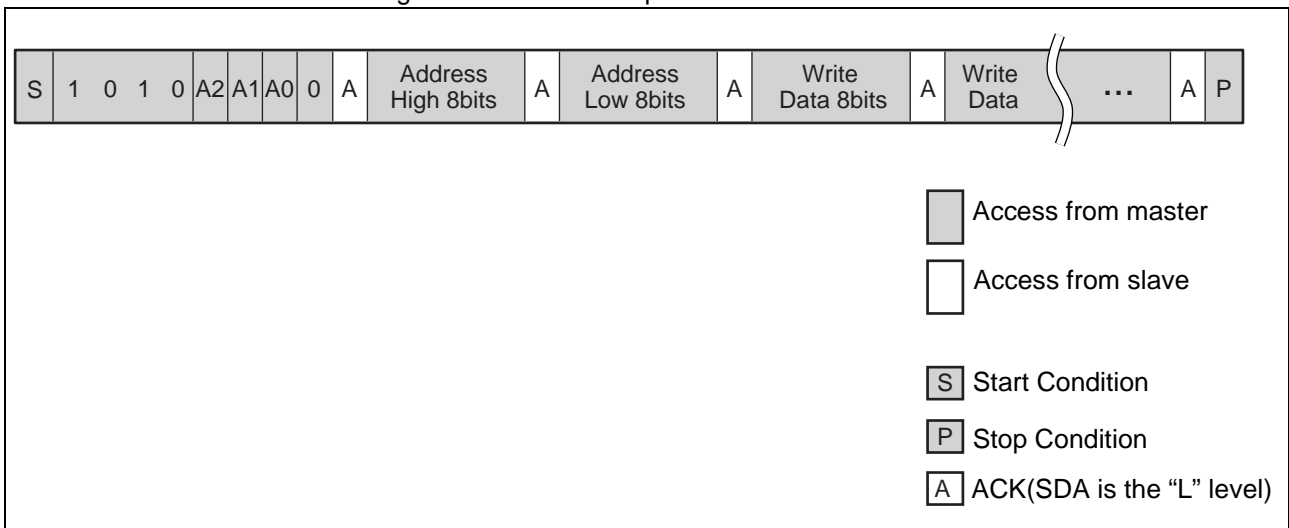 S 1 0 1 0 A2 A1 A0 0 A Address High 8bits A Address Low 8bits A Write Data 8bits A Write Data ... A P
Access from master
Access from slave
S Start Condition
P Stop Condition
A ACK(SDA is the “L” level)